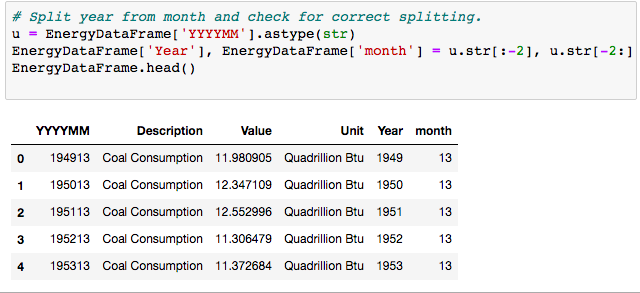 # Split year from month and check for correct splitting.
u = EnergyDataFrame['YYYYMM'].astype(str)
EnergyDataFrame['Year'], EnergyDataFrame['month'] = u.str[:-2], u.str[-2:]
EnergyDataFrame.head()
YYYYMM Description Value Unit Year month
0 194913 Coal Consumption 11.980905 Quadrillion Btu 1949 13
1 195013 Coal Consumption 12.347109 Quadrillion Btu 1950 13
2 195113 Coal Consumption 12.552996 Quadrillion Btu 1951 13
3 195213 Coal Consumption 11.306479 Quadrillion Btu 1952 13
4 195313 Coal Consumption 11.372684 Quadrillion Btu 1953 13